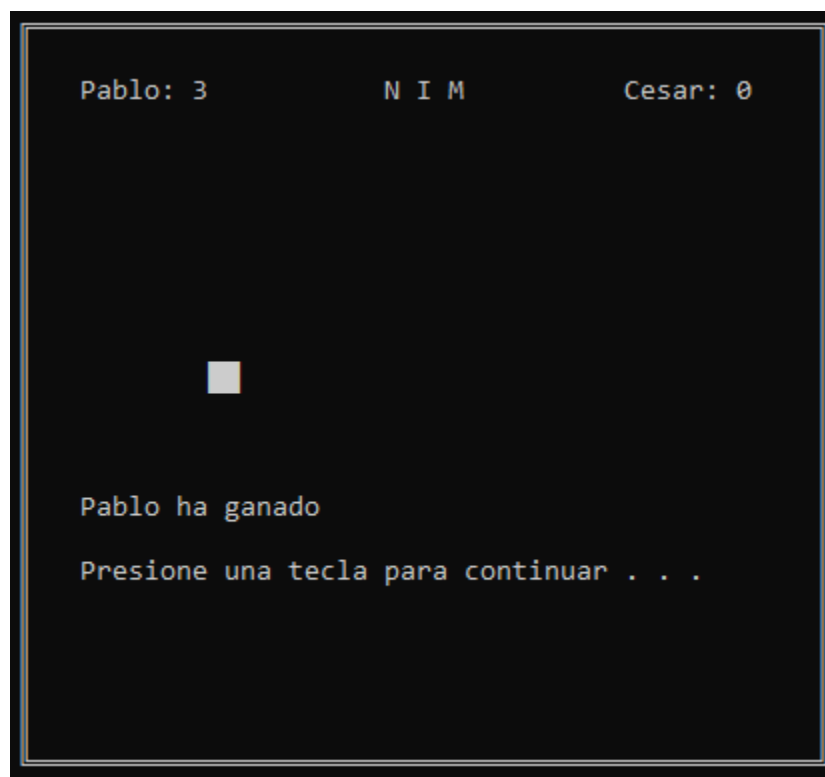 Pablo: 3 N I M Cesar: 0
Pablo ha ganado
Presione una tecla para continuar . . .